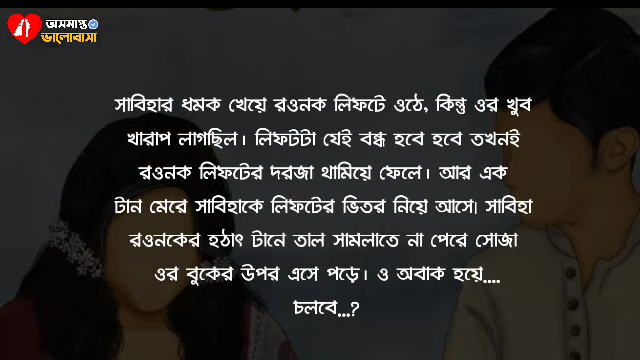 অসমাপ্ত
ভালোবাসা
সাবিহার ধমক খেয়ে রওনক লিফটে ওঠে, কিন্তু ওর খুব
খারাপ লাগছিল। লিফটটা যেই বন্ধ হবে হবে তখনই
রওনক লিফটের দরজা থামিয়ে ফেলে। আর এক
টান মেরে সাবিহাকে লিফটের ভিতর নিয়ে আসে| সাবিহা
রওনকের হঠাৎ টানে তাল সামলাতে না পেরে সোজা
ওর বুকের উপর এসে পড়ে। ও অবাক হয়ে....
চলবে...?